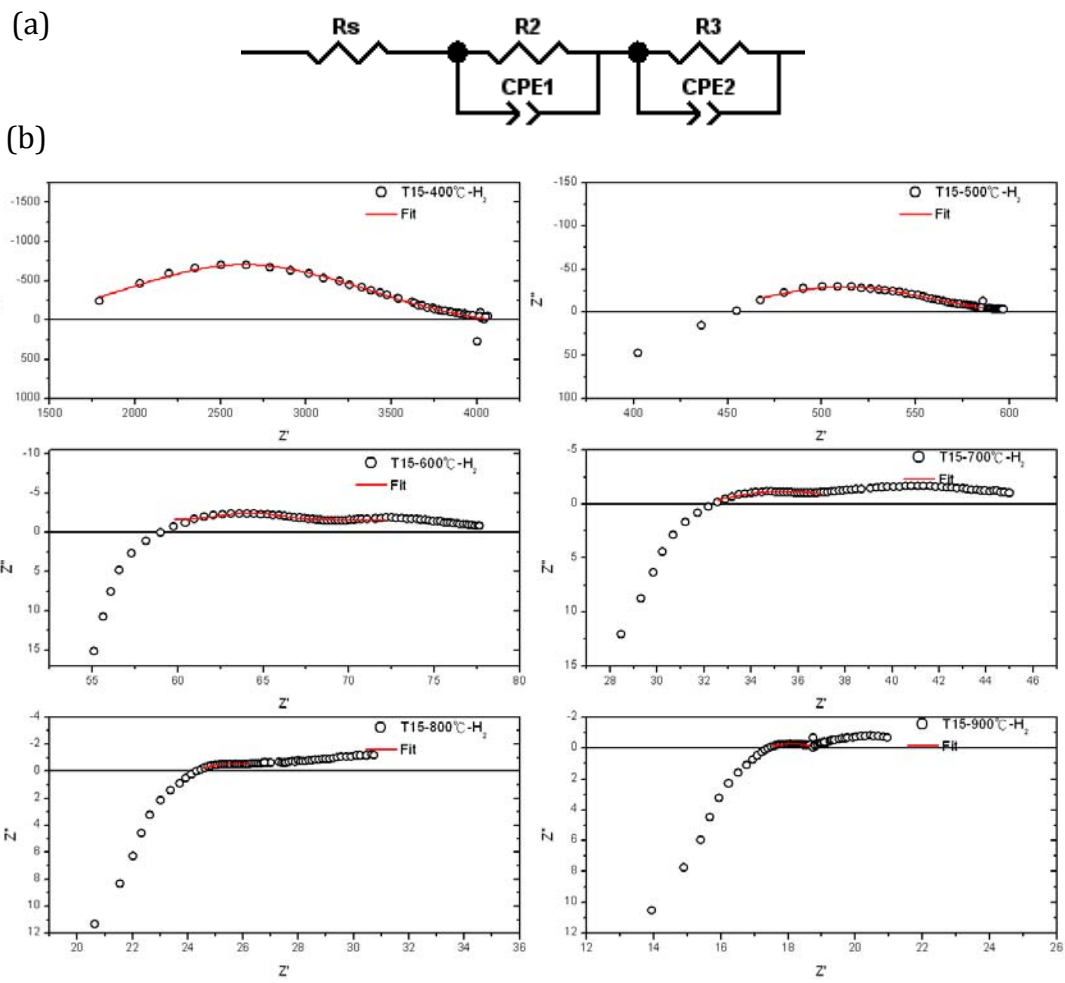 (a)
Rs R2 R3
CPE1 CPE2
(b)
T15-400℃-H₂
Fit
-1500
-1000
-500
0
500
1000
1500 2000 2500 3000 3500 4000
Z'
T15-500℃-H₂
Fit
Z''
-150
-100
-50
0
50
100
400 450 500 550 600
Z'
T15-600℃-H₂
Fit
Z''
-10
-5
0
5
10
15
55 60 65 70 75 80
Z'
T15-700℃-H₂
Fit
Z''
-5
0
5
10
15
28 30 32 34 36 38 40 42 44 46
Z'
T15-800℃-H₂
Fit
Z''
-4
-2
0
2
4
6
8
10
12
20 22 24 26 28 30 32 34 36
Z'
T15-900℃-H₂
Fit
Z''
-2
0
2
4
6
8
10
12
12 14 16 18 20 22 24 26
Z'